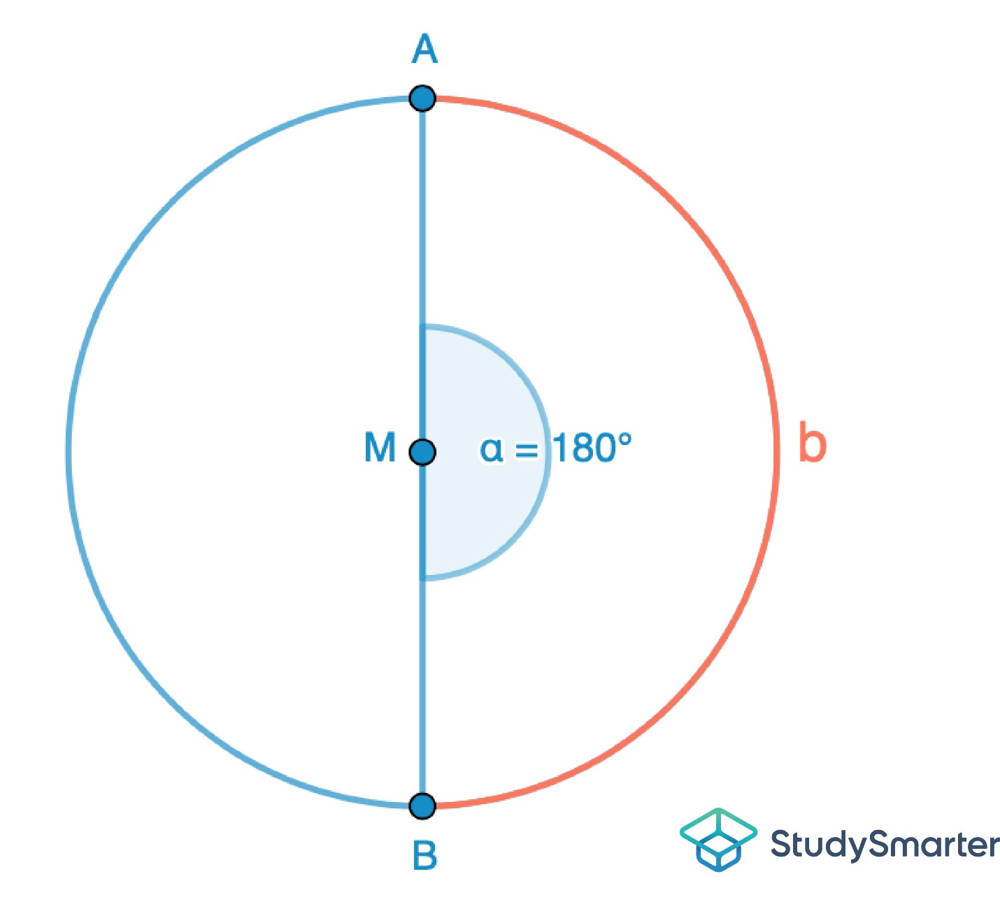 A
M
α = 180°
b
B
StudySmarter